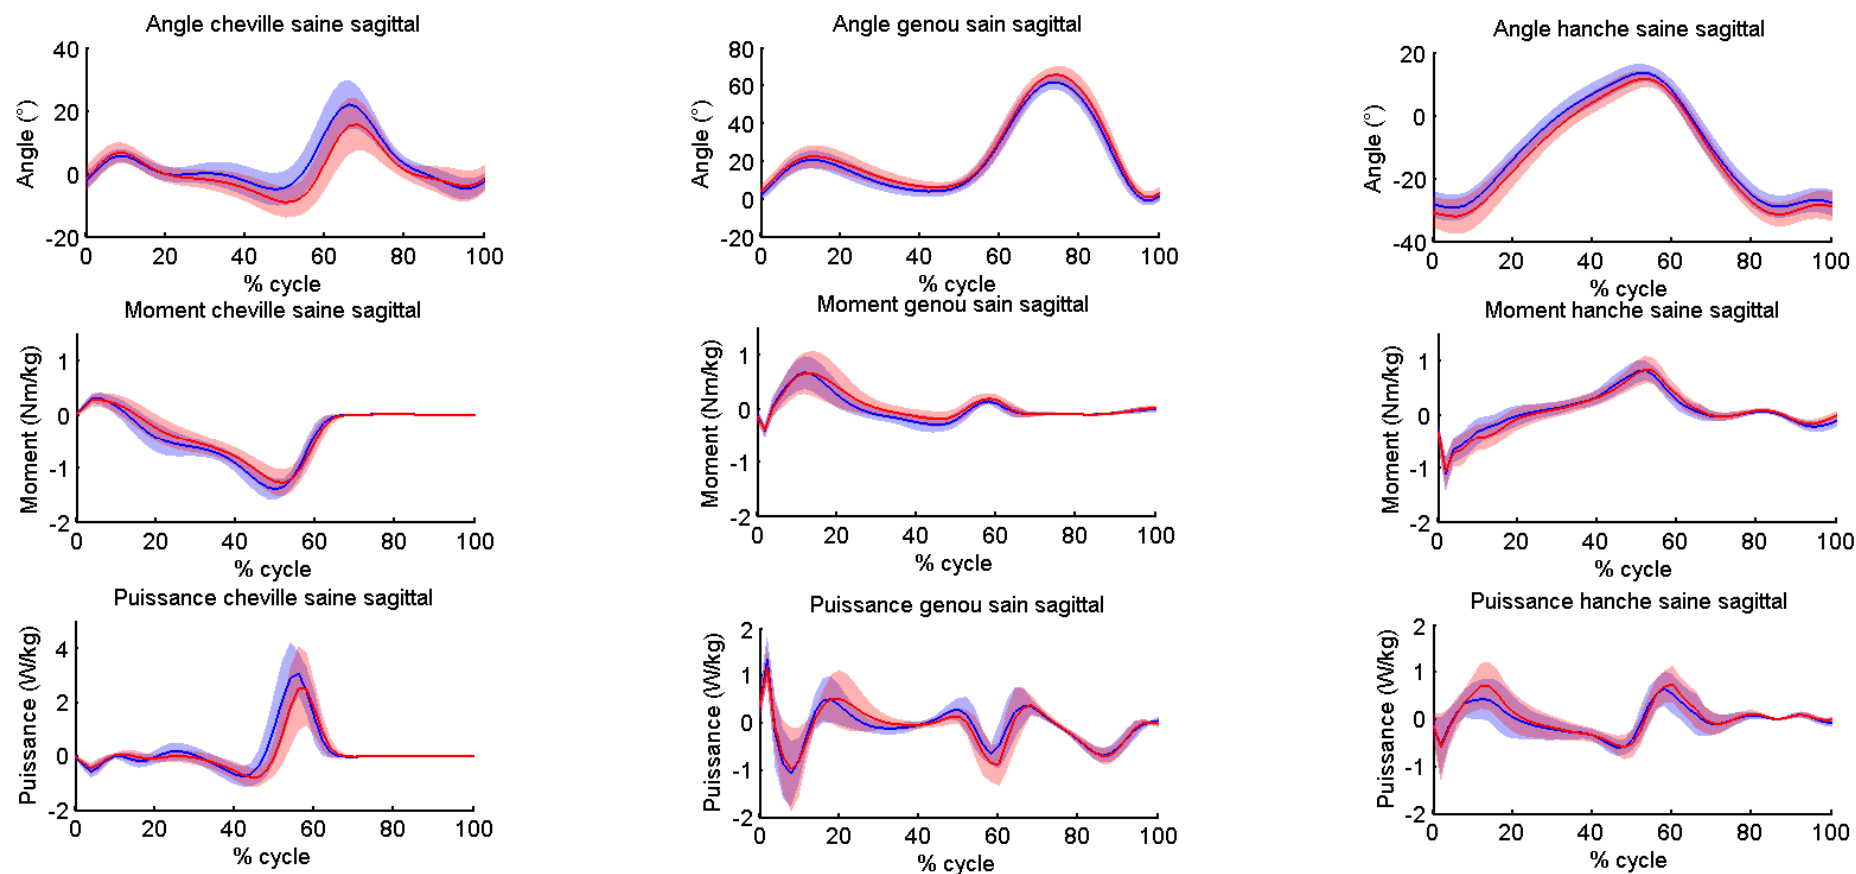 Angle cheville saine sagittal
Angle (°)
40
20
0
-20
0 20 40 60 80 100
% cycle
Angle genou sain sagittal
Angle (°)
80
60
40
20
0
-20
0 20 40 60 80 100
% cycle
Angle hanche saine sagittal
Angle (°)
20
0
-20
-40
0 20 40 60 80 100
% cycle
Moment cheville saine sagittal
Moment (Nm/kg)
1
0
-1
-2
0 20 40 60 80 100
% cycle
Moment genou sain sagittal
Moment (Nm/kg)
1
0
-1
-2
0 20 40 60 80 100
% cycle
Moment hanche saine sagittal
Moment (Nm/kg)
1
0
-1
-2
0 20 40 60 80 100
% cycle
Puissance cheville saine sagittal
Puissance (W/kg)
4
2
0
-2
0 20 40 60 80 100
% cycle
Puissance genou sain sagittal
Puissance (W/kg)
2
1
0
-1
-2
0 20 40 60 80 100
% cycle
Puissance hanche saine sagittal
Puissance (W/kg)
2
1
0
-1
-2
0 20 40 60 80 100
% cycle